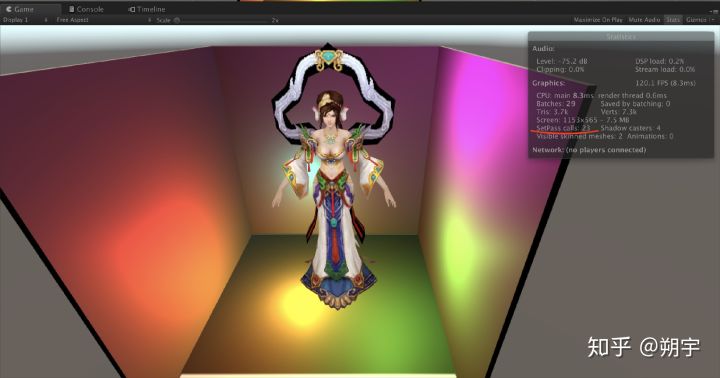 Game Console Timeline
Display 1 Free Aspect Scale 2x Maximize On Play Mute Audio Stats Gizmos
Statistics
Audio:
Level: -75.2 dB DSP load: 0.2%
Clipping: 0.0% Stream load: 0.0%
Graphics: 120.1 FPS (8.3ms)
CPU: main 8.3ms render thread 0.6ms
Batches: 29 Saved by batching: 0
Tris: 3.7k Verts: 7.3k
Screen: 1153x565 - 7.5 MB
SetPass calls: 23 Shadow casters: 4
Visible skinned meshes: 2 Animations: 0
Network: (no players connected)
知乎 @朔宇